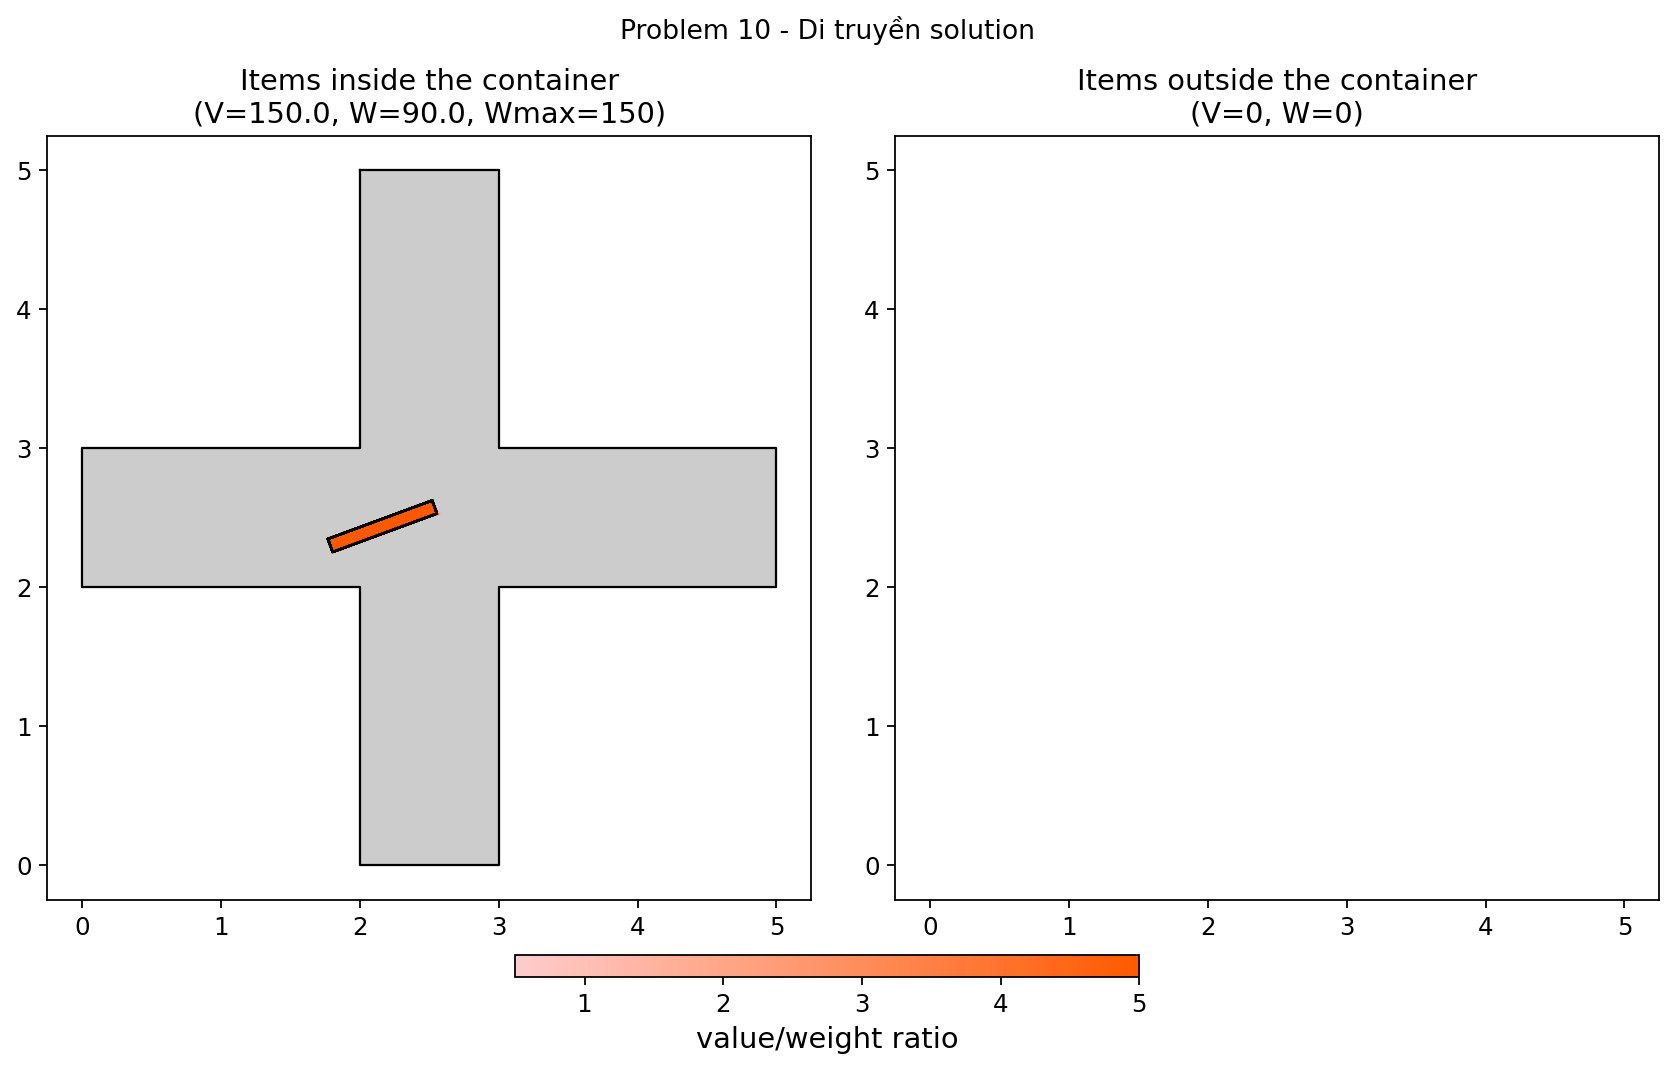 Problem 10 - Di truyền solution
Items inside the container
(V=150.0, W=90.0, Wmax=150)
5
4
3
2
1
0
0 1 2 3 4 5
Items outside the container
(V=0, W=0)
5
4
3
2
1
0
0 1 2 3 4 5
1 2 3 4 5
value/weight ratio